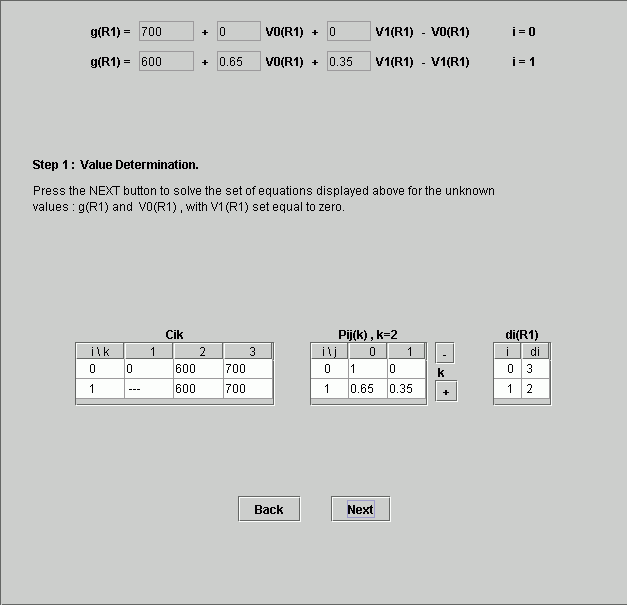 g(R1) = 700 + 0 V0(R1) + 0 V1(R1) - V0(R1) i = 0
g(R1) = 600 + 0.65 V0(R1) + 0.35 V1(R1) - V1(R1) i = 1
Step 1 : Value Determination.
Press the NEXT button to solve the set of equations displayed above for the unknown
values : g(R1) and V0(R1) , with V1(R1) set equal to zero.
Cik Pij(k) , k=2 di(R1)
i \ k 1 2 3 i \ j 0 1 - i di
0 0 600 700 0 1 0 k 0 3
1 --- 600 700 1 0.65 0.35 + 1 2
Back Next